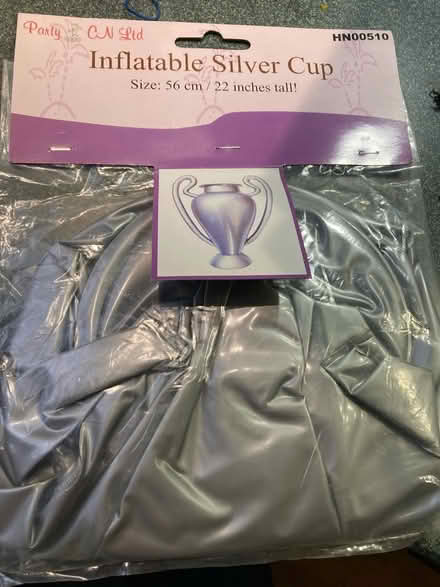 Party CN Ltd
HN00510
Inflatable Silver Cup
Size: 56 cm / 22 inches tall!